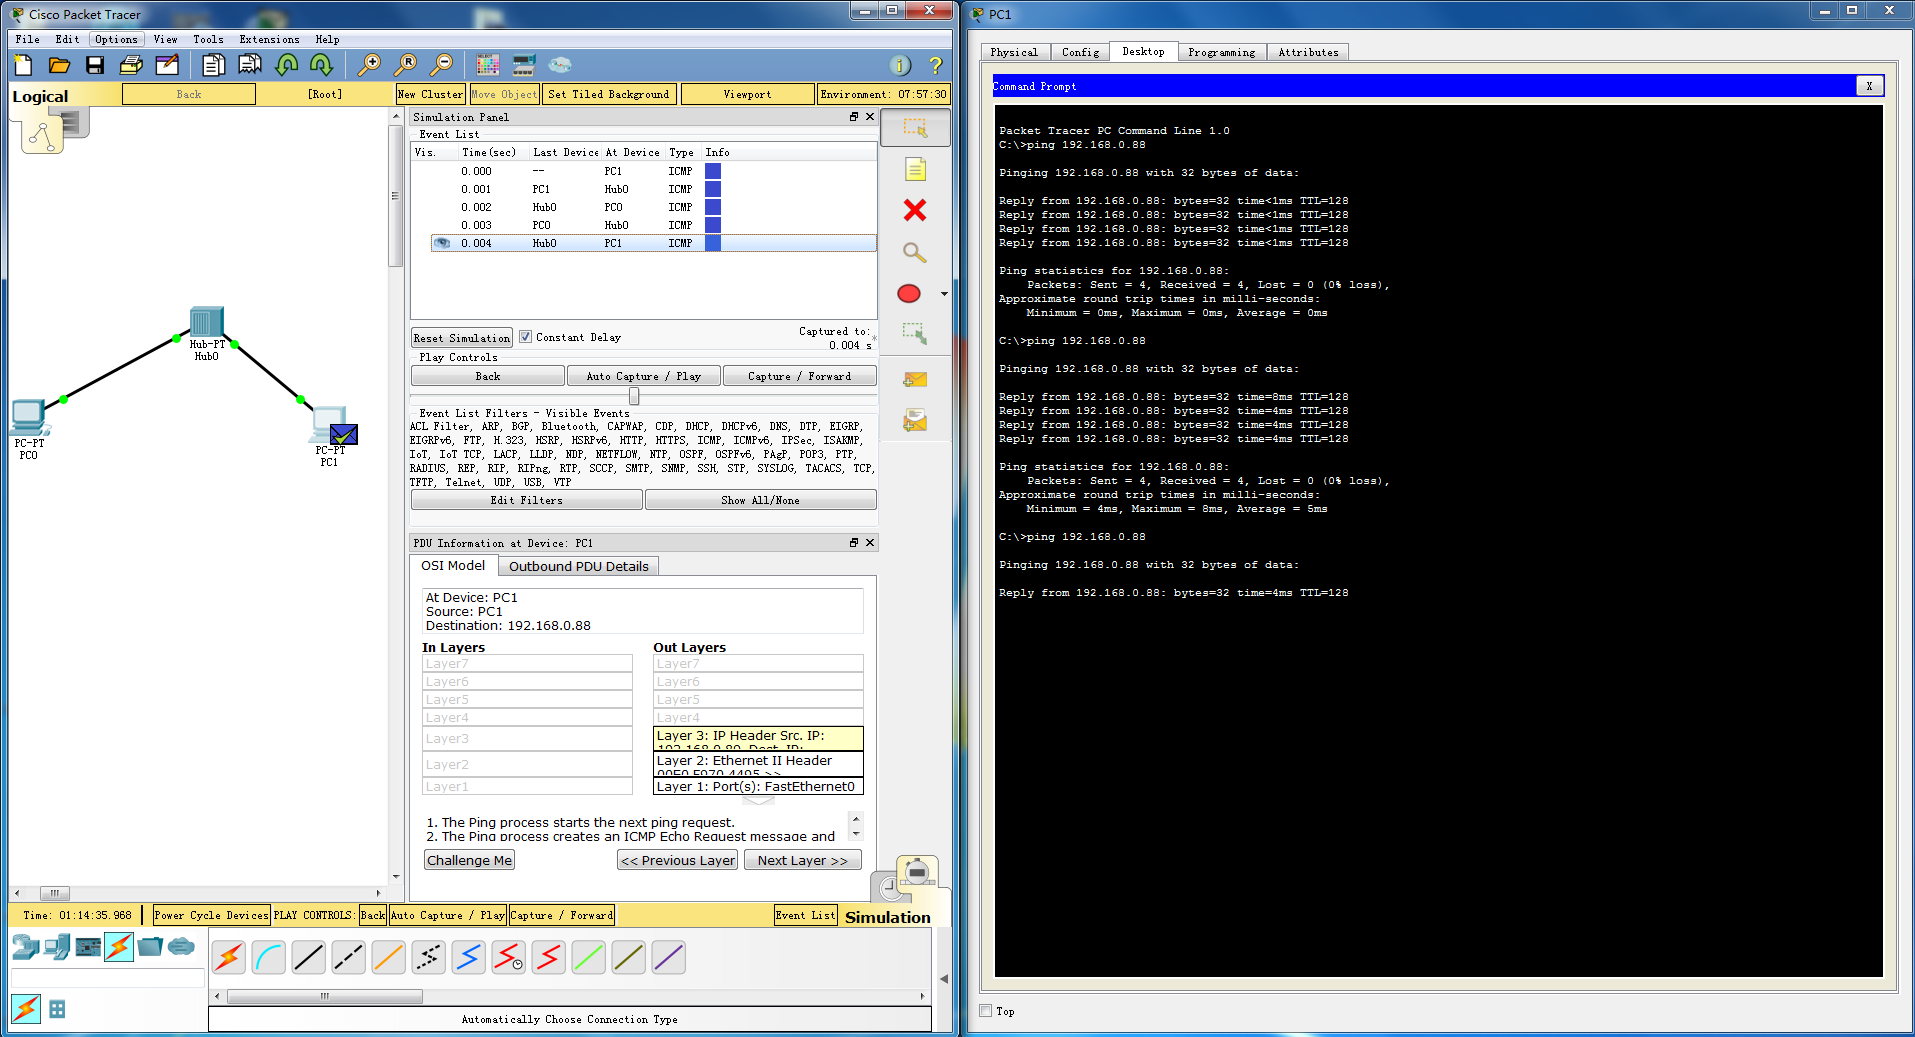 Cisco Packet Tracer
File Edit Options View Tools Extensions Help
Logical
Back
[Root]
New Cluster
Move Object
Set Tiled Background
Viewport
Environment: 07:57:30
Hub-PT
Hub0
PC-PT
PC0
PC-PT
PC1
Simulation Panel
Event List
Vis. Time(sec) Last Device At Device Type Info
0.000 -- PC1 ICMP
0.001 PC1 Hub0 ICMP
0.002 Hub0 PC0 ICMP
0.003 PC0 Hub0 ICMP
0.004 Hub0 PC1 ICMP
Reset Simulation
Constant Delay
Captured to:
0.004 s
Play Controls
Back
Auto Capture / Play
Capture / Forward
Event List Filters - Visible Events
ACL Filter, ARP, BGP, Bluetooth, CAPWAP, CDP, DHCP, DHCPv6, DNS, DTP, EIGRP,
EIGRPv6, FTP, H.323, HSRP, HSRPv6, HTTP, HTTPS, ICMP, ICMPv6, IPSec, ISAKMP,
IoT, IoT TCP, LACP, LLDP, NDP, NETFLOW, NTP, OSPF, OSPFv6, PAgP, POP3, PTP,
RADIUS, REP, RIP, RIPng, RTP, SCCP, SMTP, SNMP, SSH, STP, SYSLOG, TACACS, TCP,
TFTP, Telnet, UDP, USB, VTP
Edit Filters
Show All/None
PDU Information at Device: PC1
OSI Model
Outbound PDU Details
At Device: PC1
Source: PC1
Destination: 192.168.0.88
In Layers
Layer7
Layer6
Layer5
Layer4
Layer3
Layer2
Layer1
Out Layers
Layer7
Layer6
Layer5
Layer4
Layer 3: IP Header Src. IP:
Layer 2: Ethernet II Header
Layer 1: Port(s): FastEthernet0
1. The Ping process starts the next ping request.
2. The Ping process creates an ICMP Echo Request message and
Challenge Me
<< Previous Layer
Next Layer >>
Time: 01:14:35.968
Power Cycle Devices
PLAY CONTROLS:
Back
Auto Capture / Play
Capture / Forward
Event List
Simulation
Automatically Choose Connection Type
PC1
Physical Config Desktop Programming Attributes
Command Prompt
X
Packet Tracer PC Command Line 1.0
C:\>ping 192.168.0.88
Pinging 192.168.0.88 with 32 bytes of data:
Reply from 192.168.0.88: bytes=32 time<1ms TTL=128
Reply from 192.168.0.88: bytes=32 time<1ms TTL=128
Reply from 192.168.0.88: bytes=32 time<1ms TTL=128
Reply from 192.168.0.88: bytes=32 time<1ms TTL=128
Ping statistics for 192.168.0.88:
Packets: Sent = 4, Received = 4, Lost = 0 (0% loss),
Approximate round trip times in milli-seconds:
Minimum = 0ms, Maximum = 0ms, Average = 0ms
C:\>ping 192.168.0.88
Pinging 192.168.0.88 with 32 bytes of data:
Reply from 192.168.0.88: bytes=32 time=8ms TTL=128
Reply from 192.168.0.88: bytes=32 time=4ms TTL=128
Reply from 192.168.0.88: bytes=32 time=4ms TTL=128
Reply from 192.168.0.88: bytes=32 time=4ms TTL=128
Ping statistics for 192.168.0.88:
Packets: Sent = 4, Received = 4, Lost = 0 (0% loss),
Approximate round trip times in milli-seconds:
Minimum = 4ms, Maximum = 8ms, Average = 5ms
C:\>ping 192.168.0.88
Pinging 192.168.0.88 with 32 bytes of data:
Reply from 192.168.0.88: bytes=32 time=4ms TTL=128
Top